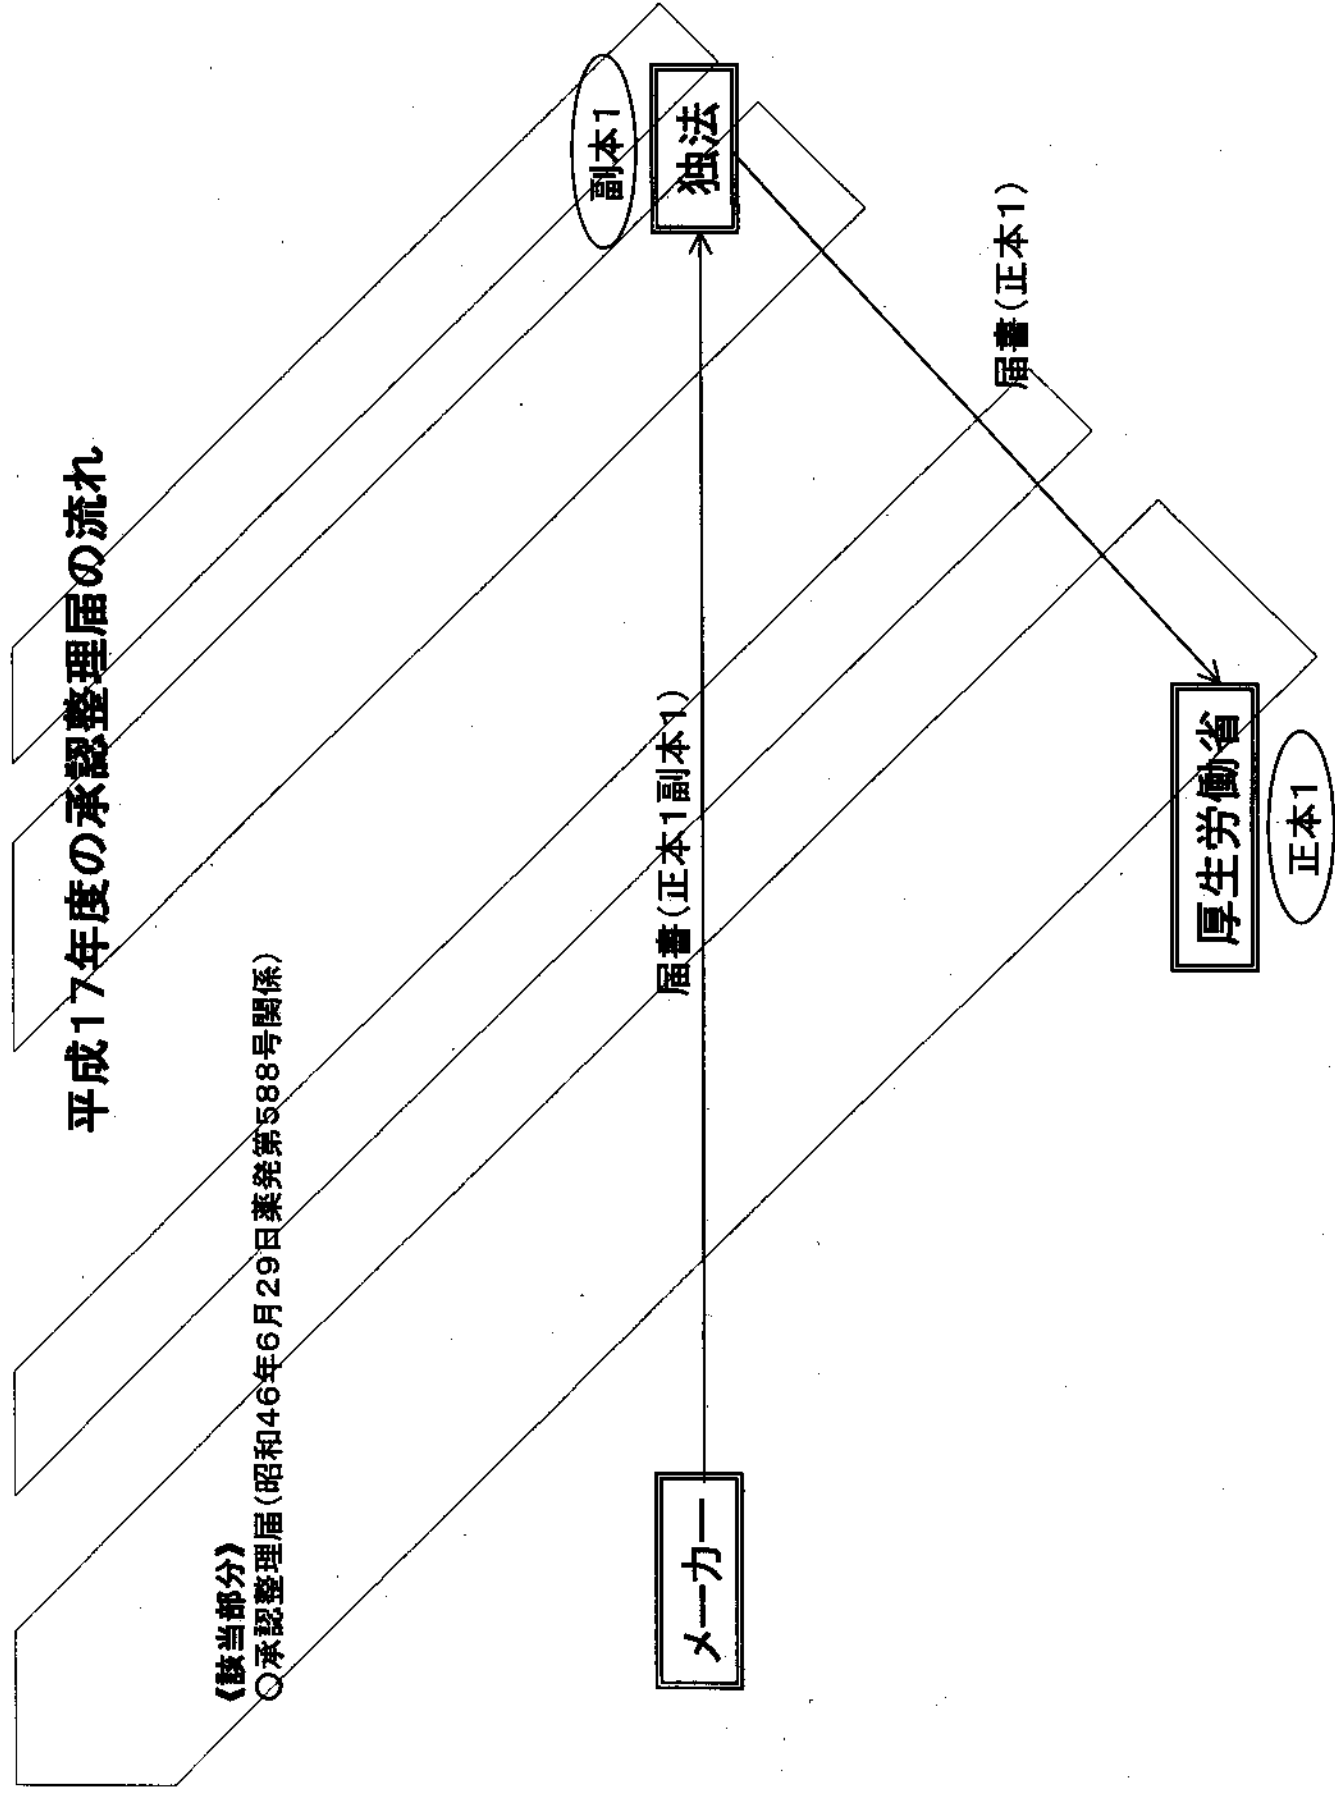 平成17年度の承認整理届の流れ
《該当部分》
○承認整理届(昭和46年6月29日薬発第588号関係)
副本1
メーカー
届書(正本1副本1)
独法
届書(正本1)
厚生労働省
正本1